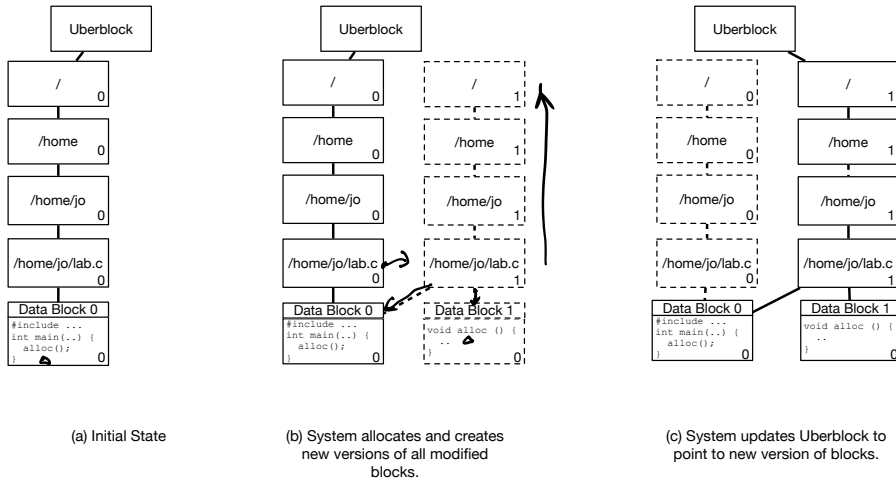 Uberblock
/
0
/home
0
/home/jo
0
/home/jo/lab.c
0
Data Block 0
#include ...
int main(..) {
alloc();
}
0
(a) Initial State
Uberblock
/
0
/home
0
/home/jo
0
/home/jo/lab.c
0
Data Block 0
#include ...
int main(..) {
alloc();
}
0
/
1
/home
1
/home/jo
1
/home/jo/lab.c
1
Data Block 1
void alloc () {
..
}
0
(b) System allocates and creates
new versions of all modified
blocks.
Uberblock
/
0
/home
0
/home/jo
0
/home/jo/lab.c
0
Data Block 0
#include ...
int main(..) {
alloc();
}
0
/
1
/home
1
/home/jo
1
/home/jo/lab.c
1
Data Block 1
void alloc () {
..
}
0
(c) System updates Uberblock to
point to new version of blocks.